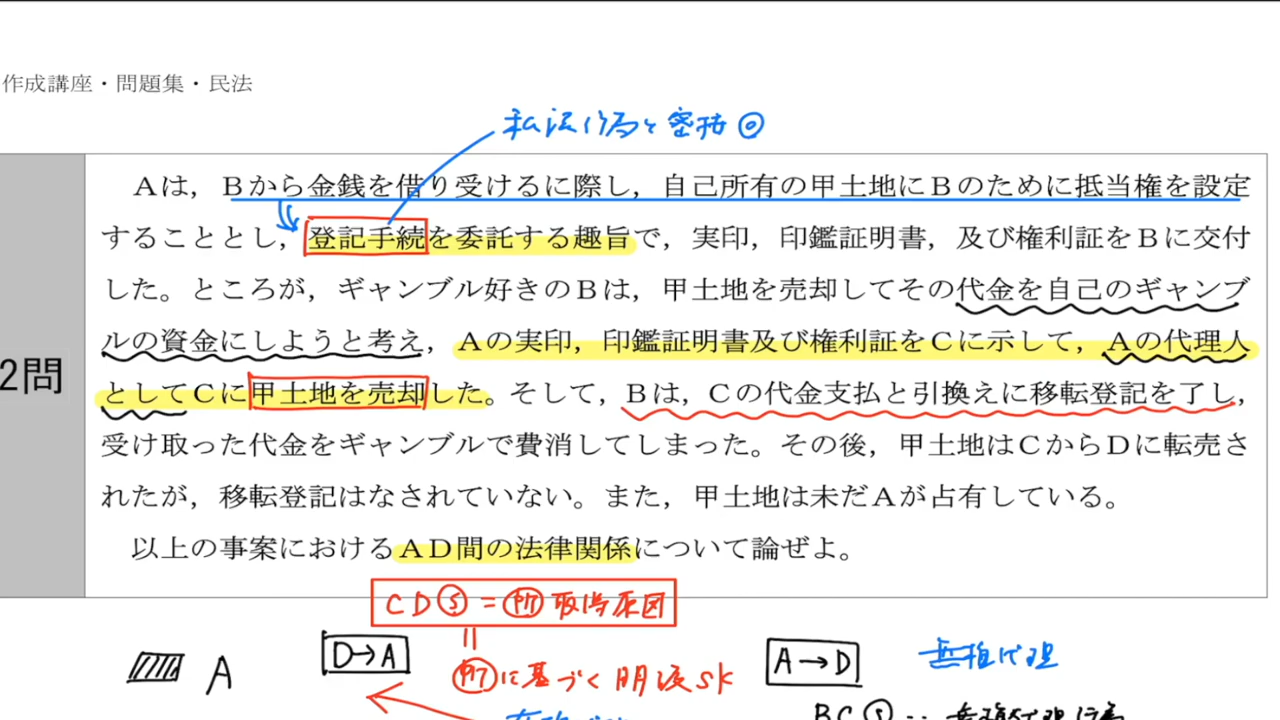 作成講座・問題集・民法
私法行為と密接◎
Aは，Bから金銭を借り受けるに際し，自己所有の甲土地にBのために抵当権を設定
することとし，登記手続を委託する趣旨で，実印，印鑑証明書，及び権利証をBに交付
した。ところが，ギャンブル好きのBは，甲土地を売却してその代金を自己のギャンブ
ルの資金にしようと考え，Aの実印，印鑑証明書及び権利証をCに示して，Aの代理人
としてCに甲土地を売却した。そして，Bは，Cの代金支払と引換えに移転登記を了し，
2問
受け取った代金をギャンブルで費消してしまった。その後，甲土地はCからDに転売さ
れたが，移転登記はなされていない。また，甲土地は未だAが占有している。
以上の事案におけるAD間の法律関係について論ぜよ。
CDⓈ＝所取得原因
A
D→A
所に基づく明渡SK
A→D
無権代理
BCⓈ…無権代理行為